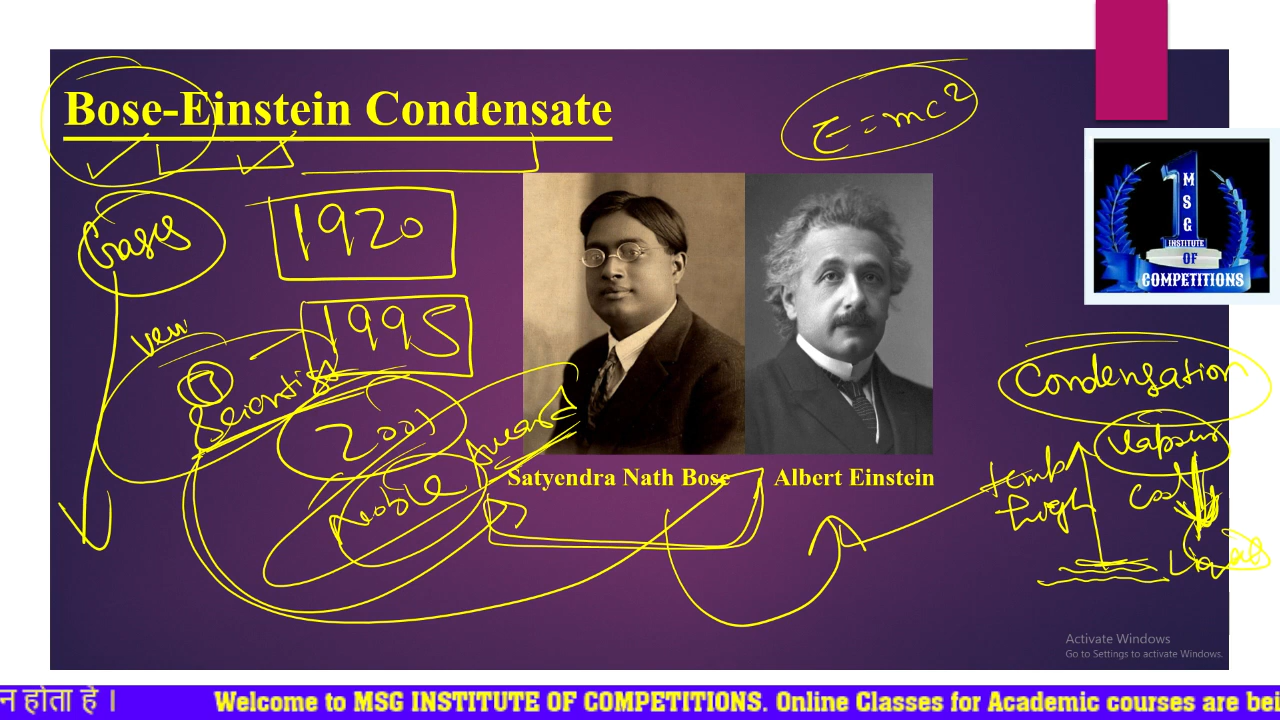 Bose-Einstein Condensate
E=mc²
Gases
1920
1995
Scientist
2001
Noble Award
Satyendra Nath Bose
Albert Einstein
Condensation
Vapour
temp
high
Liquid
M
S
G
INSTITUTE
OF
COMPETITIONS
Activate Windows
Go to Settings to activate Windows.
न होता है ।
Welcome to MSG INSTITUTE OF COMPETITIONS. Online Classes for Academic courses are bei